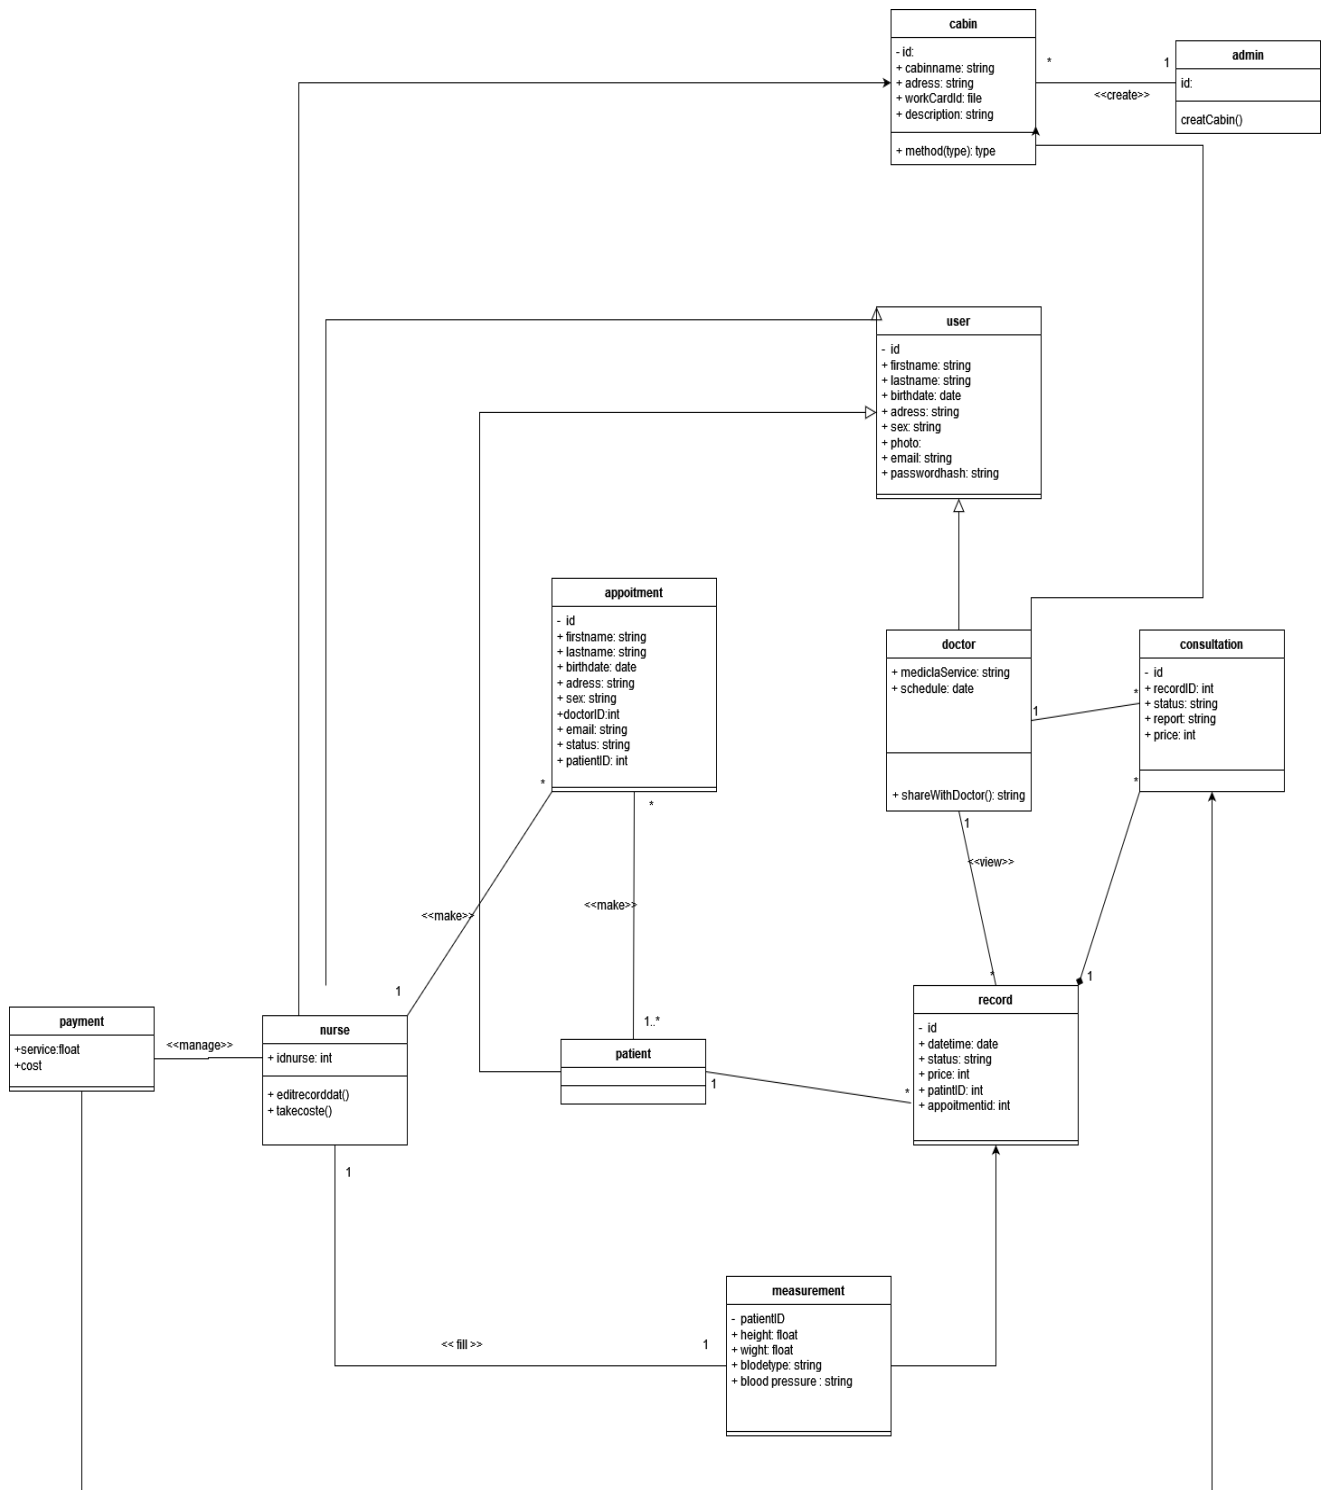 cabin
- id:
+ cabinname: string
+ adress: string
+ workCardId: file
+ description: string
+ method(type): type
*
1
<<create>>
admin
id:
creatCabin()
user
- id
+ firstname: string
+ lastname: string
+ birthdate: date
+ adress: string
+ sex: string
+ photo:
+ email: string
+ passwordhash: string
appoitment
- id
+ firstname: string
+ lastname: string
+ birthdate: date
+ adress: string
+ sex: string
+doctorID:int
+ email: string
+ status: string
+ patientID: int
doctor
+ mediclaService: string
+ schedule: date
+ shareWithDoctor(): string
consultation
- id
+ recordID: int
+ status: string
+ report: string
+ price: int
1
*
*
*
*
1
<<view>>
<<make>>
<<make>>
*
1
1
1..*
payment
+service:float
+cost
<<manage>>
nurse
+ idnurse: int
+ editrecorddat()
+ takecoste()
patient
1
*
record
- id
+ datetime: date
+ status: string
+ price: int
+ patintID: int
+ appoitmentid: int
1
<< fill >>
1
measurement
- patientID
+ height: float
+ wight: float
+ blodetype: string
+ blood pressure : string